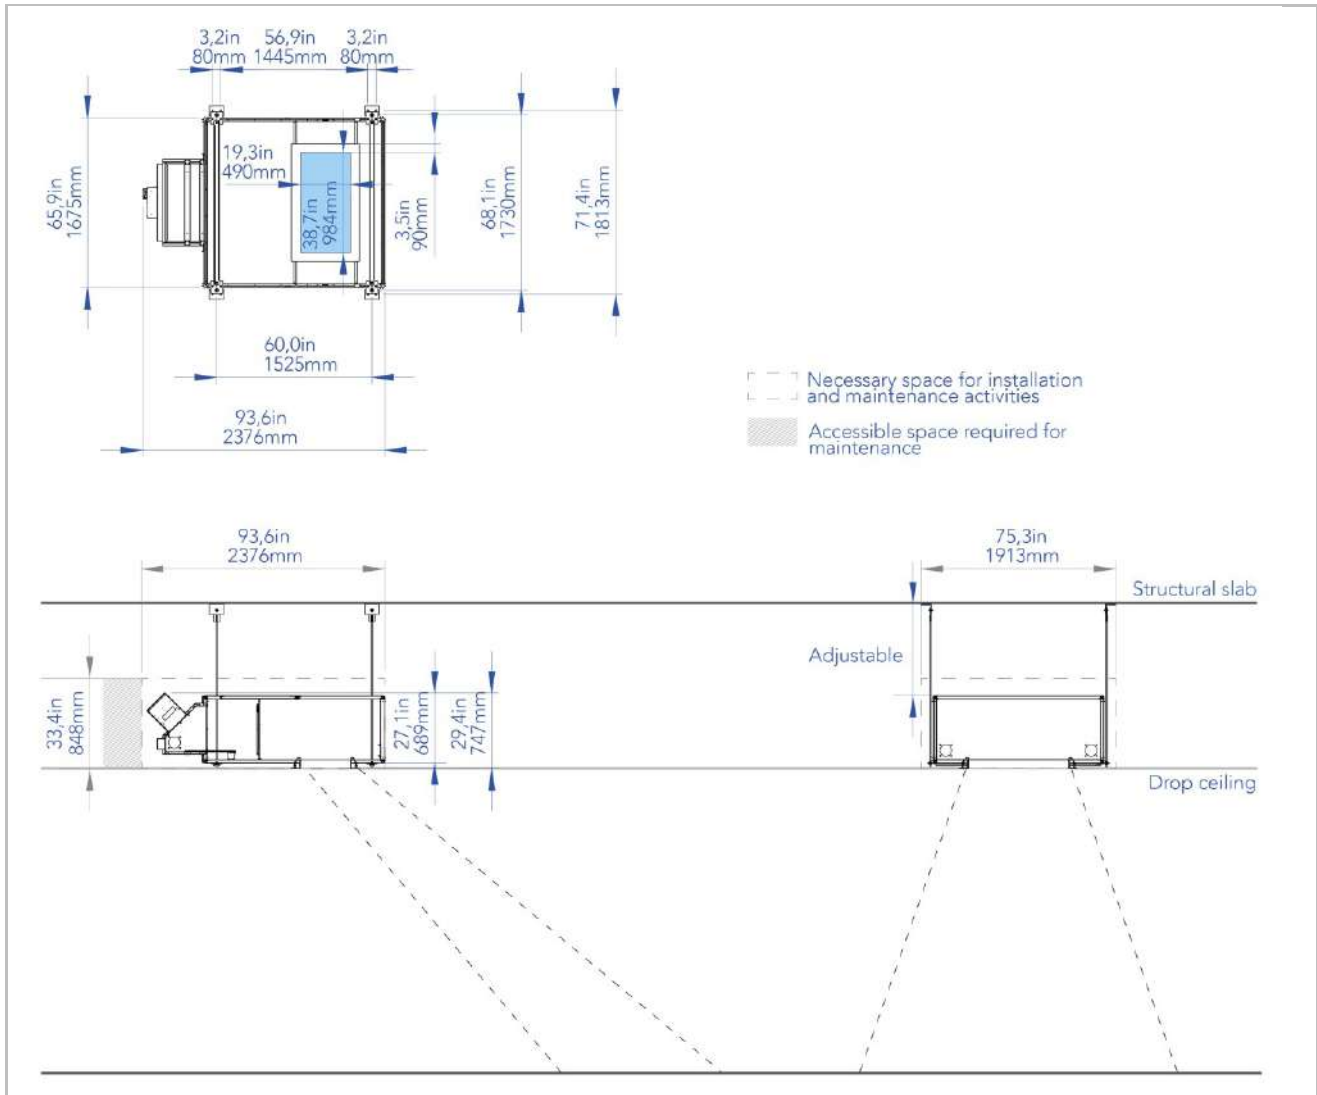 3,2in 56,9in 3,2in
80mm 1445mm 80mm
19,3in
490mm
38,7in
984mm
3,5in
90mm
65,9in
1675mm
68,1in
1730mm
71,4in
1813mm
60,0in
1525mm
93,6in
2376mm
Necessary space for installation
and maintenance activities
Accessible space required for
maintenance
93,6in
2376mm
75,3in
1913mm
Structural slab
Adjustable
33,4in
848mm
27,1in
689mm
29,4in
747mm
Drop ceiling